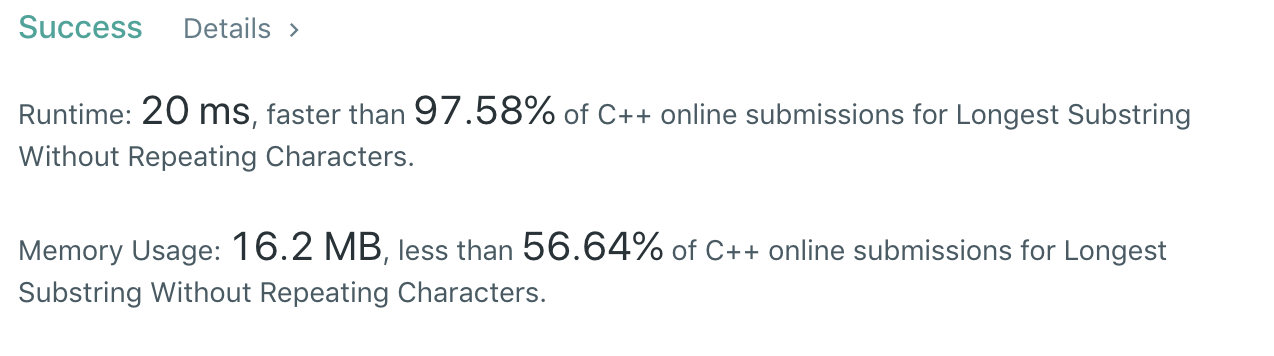 Success Details >
Runtime: 20 ms, faster than 97.58% of C++ online submissions for Longest Substring
Without Repeating Characters.
Memory Usage: 16.2 MB, less than 56.64% of C++ online submissions for Longest
Substring Without Repeating Characters.